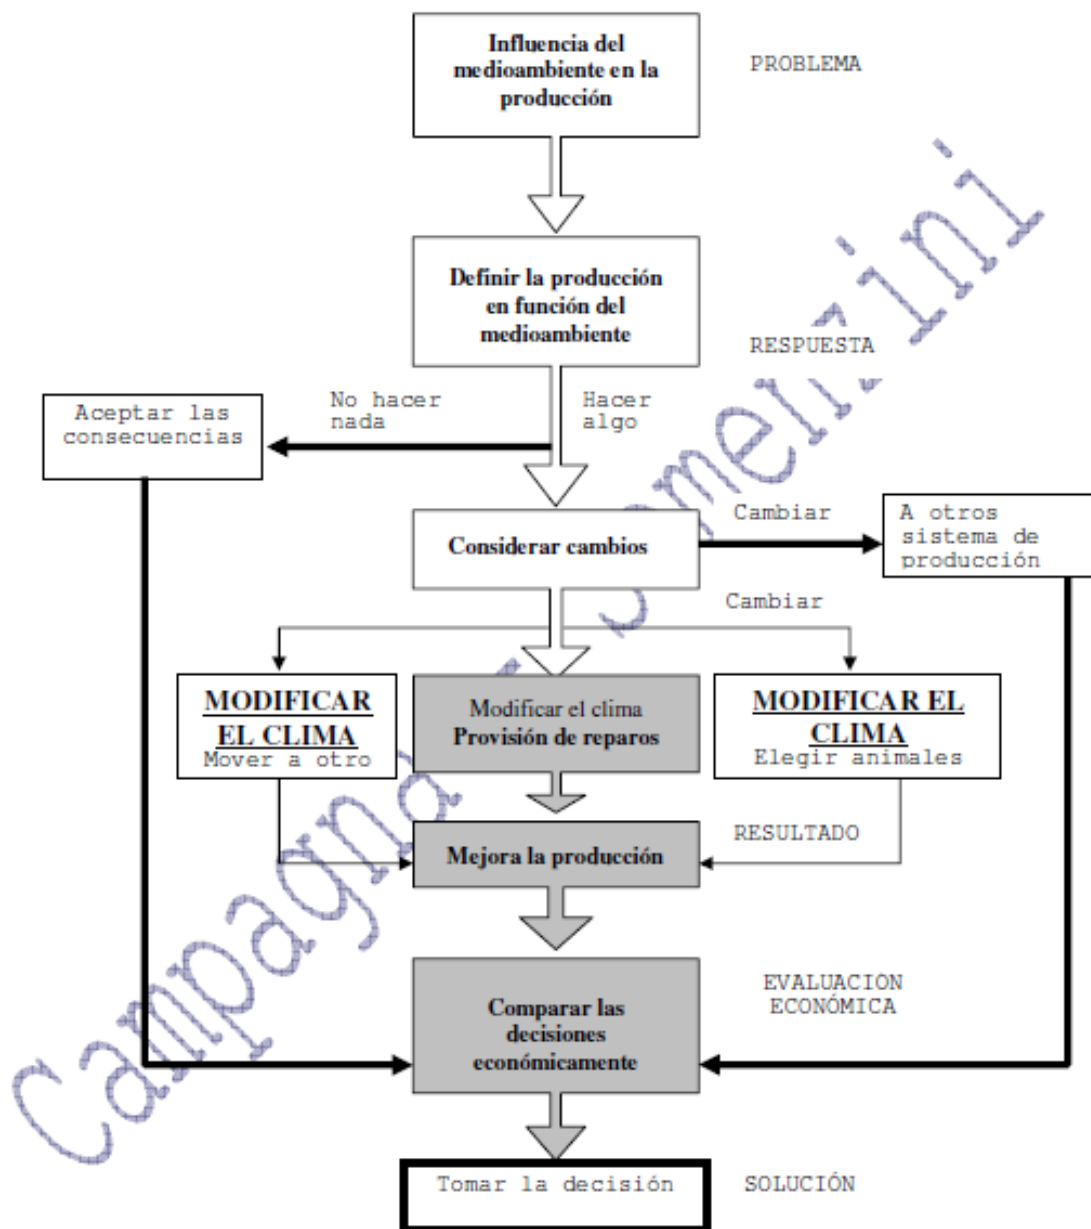 Influencia del
medioambiente en la
producción
PROBLEMA
Definir la producción
en función del
medioambiente
RESPUESTA
Aceptar las
consecuencias
No hacer
nada
Hacer
algo
Considerar cambios
Cambiar
A otros
sistema de
producción
Cambiar
MODIFICAR
EL CLIMA
Mover a otro
Modificar el clima
Provisión de reparos
MODIFICAR EL
CLIMA
Elegir animales
RESULTADO
Mejora la producción
EVALUACION
ECONÓMICA
Comparar las
decisiones
económicamente
Tomar la decisión
SOLUCIÓN